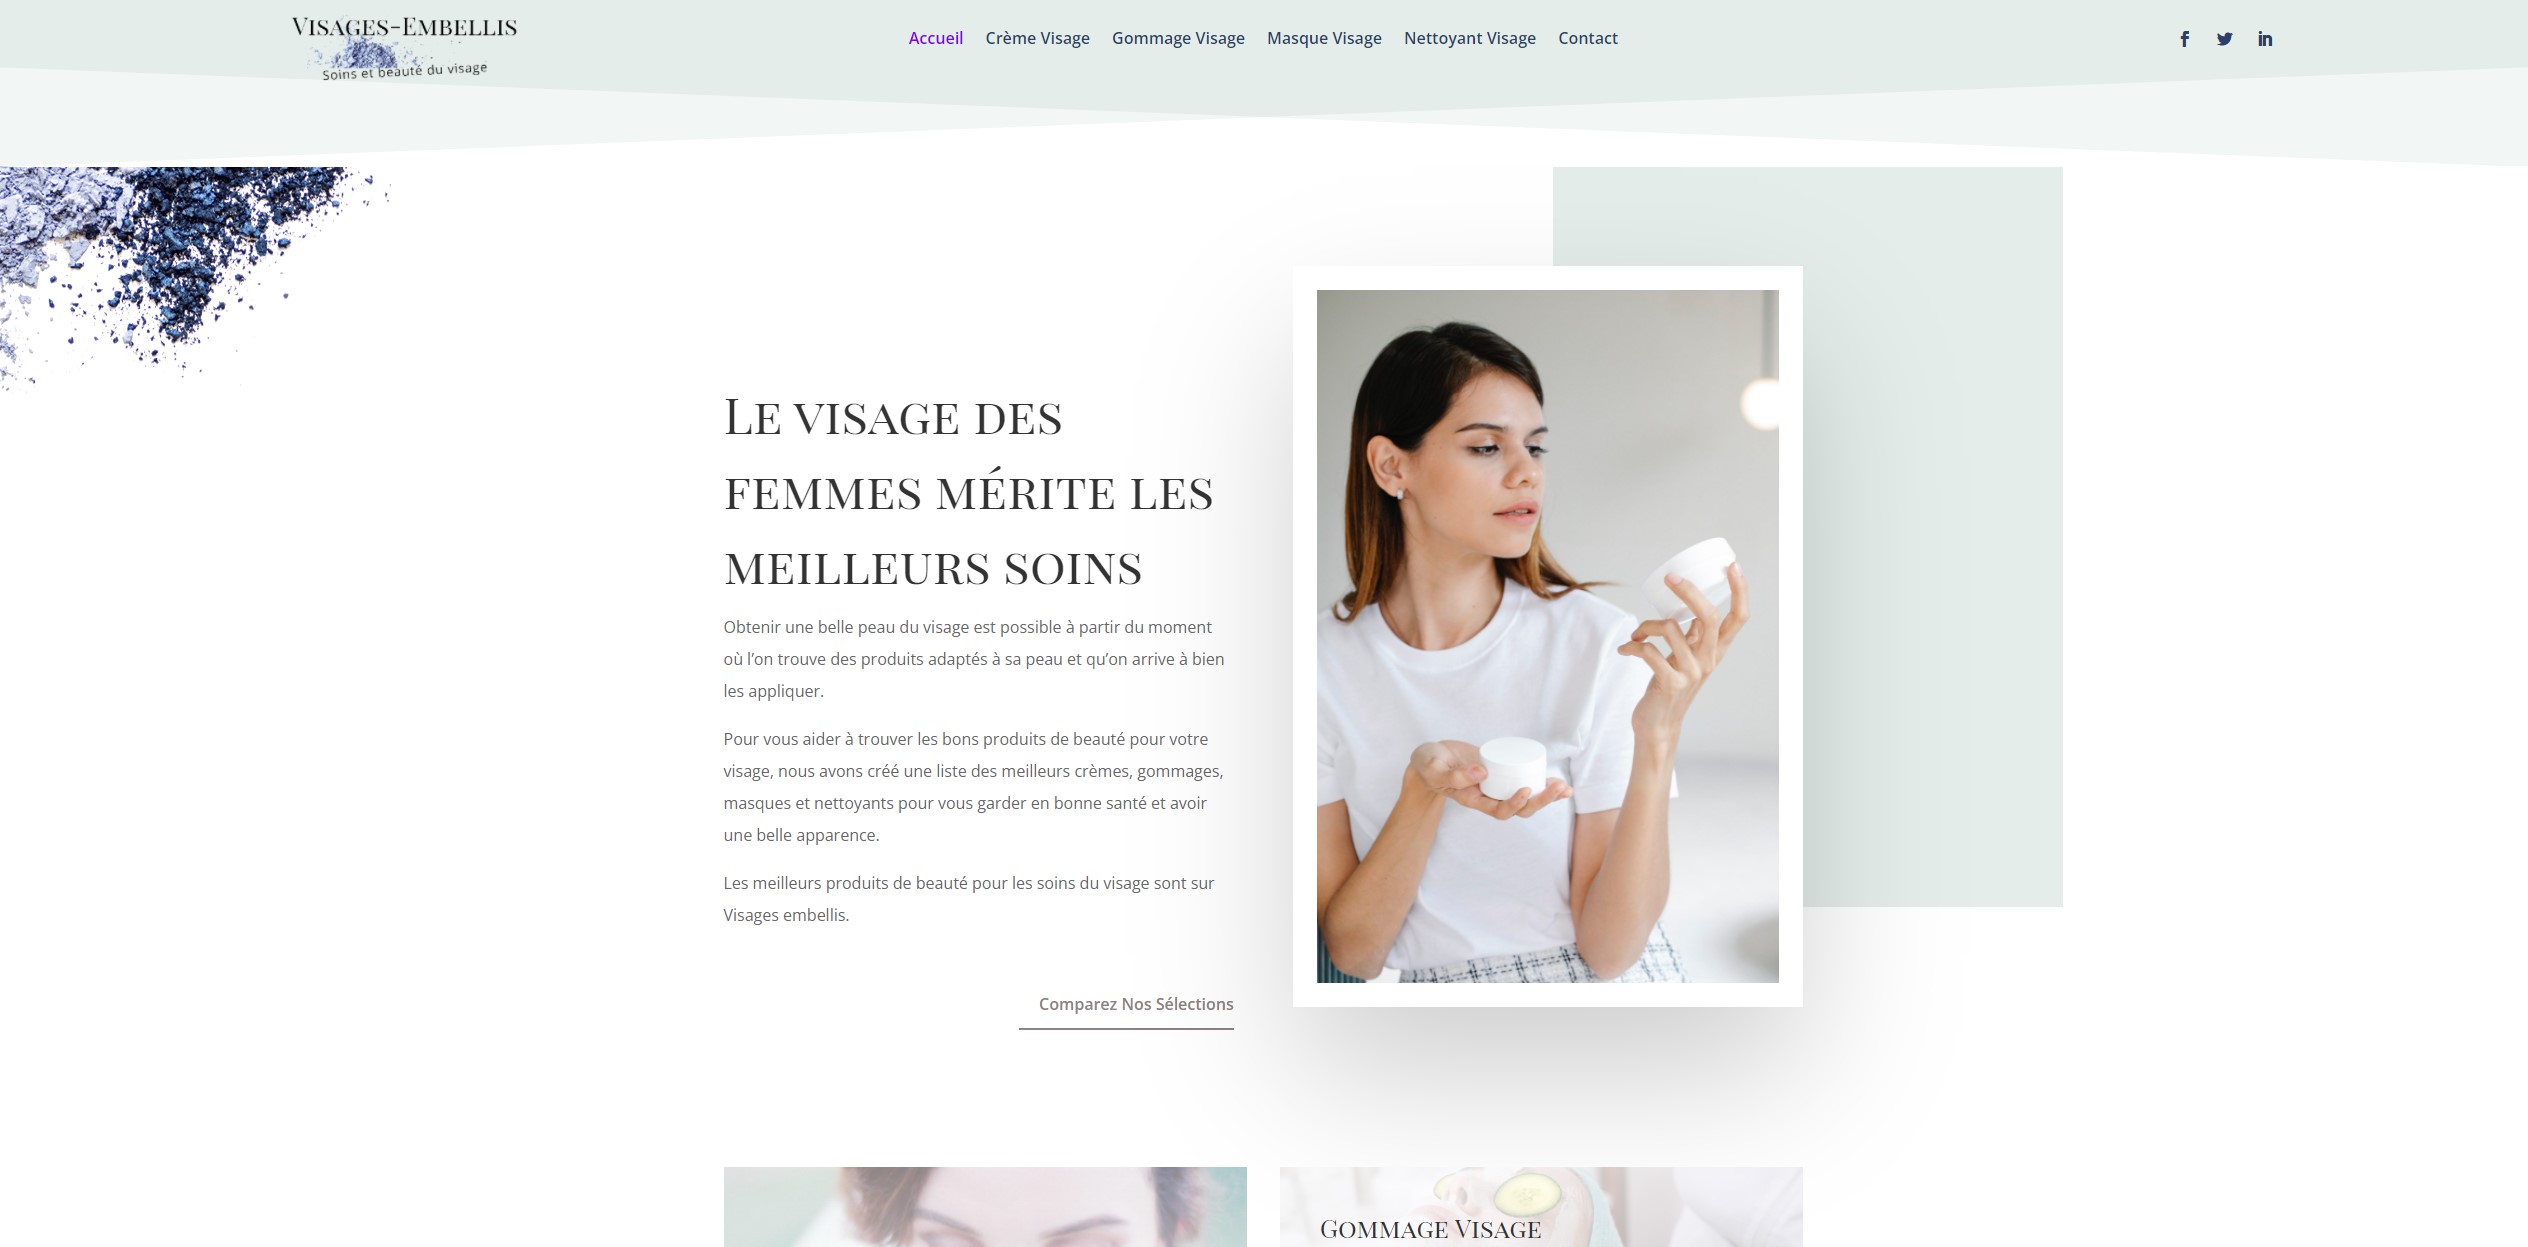 Visages-Embellis
Soins et beauté du visage
Accueil Crème Visage Gommage Visage Masque Visage Nettoyant Visage Contact
Le visage des
femmes mérite les
meilleurs soins
Obtenir une belle peau du visage est possible à partir du moment
où l’on trouve des produits adaptés à sa peau et qu’on arrive à bien
les appliquer.
Pour vous aider à trouver les bons produits de beauté pour votre
visage, nous avons créé une liste des meilleurs crèmes, gommages,
masques et nettoyants pour vous garder en bonne santé et avoir
une belle apparence.
Les meilleurs produits de beauté pour les soins du visage sont sur
Visages embellis.
Comparez Nos Sélections
Gommage Visage